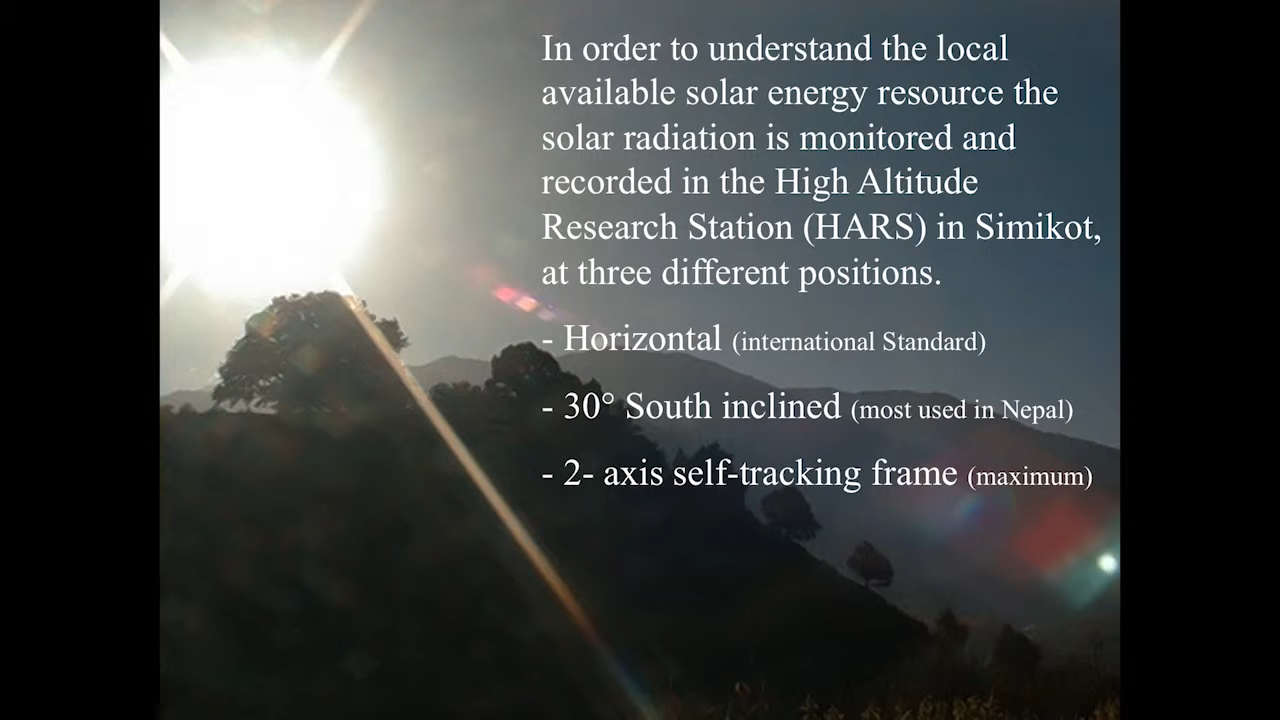 In order to understand the local
available solar energy resource the
solar radiation is monitored and
recorded in the High Altitude
Research Station (HARS) in Simikot,
at three different positions.
- Horizontal (international Standard)
- 30° South inclined (most used in Nepal)
- 2- axis self-tracking frame (maximum)